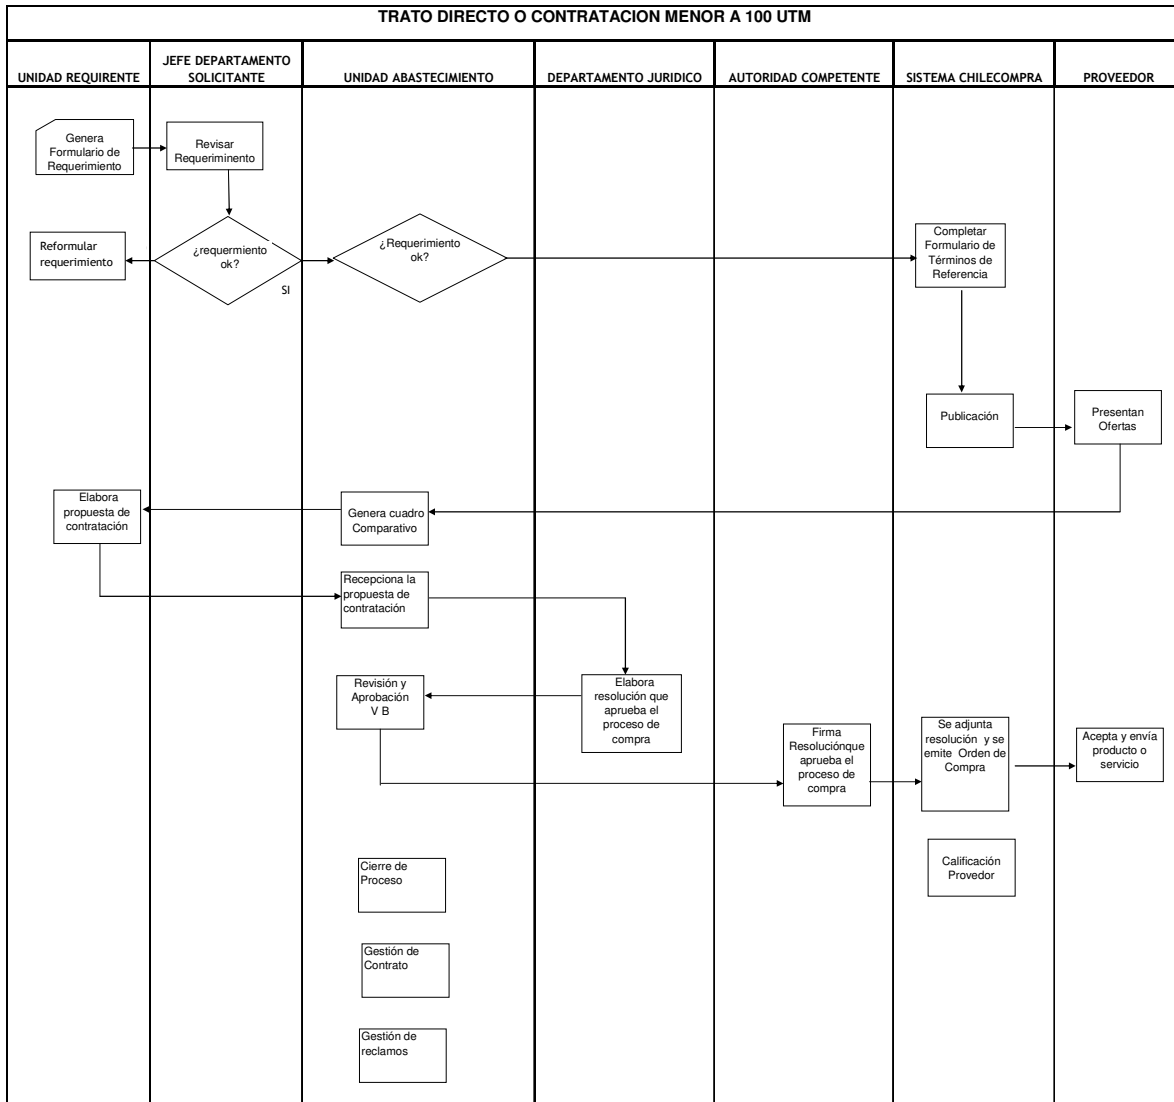 TRATO DIRECTO O CONTRATACION MENOR A 100 UTM
UNIDAD REQUIRENTE
JEFE DEPARTAMENTO
SOLICITANTE
UNIDAD ABASTECIMIENTO
DEPARTAMENTO JURIDICO
AUTORIDAD COMPETENTE
SISTEMA CHILECOMPRA
PROVEEDOR
Genera
Formulario de
Requerimiento
Revisar
Requeriminento
Reformular
requerimiento
¿requermiento
ok?
SI
¿Requerimiento
ok?
Completar
Formulario de
Términos de
Referencia
Publicación
Presentan
Ofertas
Elabora
propuesta de
contratación
Genera cuadro
Comparativo
Recepciona la
propuesta de
contratación
Revisión y
Aprobación
V B
Elabora
resolución que
aprueba el
proceso de
compra
Firma
Resoluciónque
aprueba el
proceso de
compra
Se adjunta
resolución y se
emite Orden de
Compra
Acepta y envía
producto o
servicio
Cierre de
Proceso
Calificación
Provedor
Gestión de
Contrato
Gestión de
reclamos